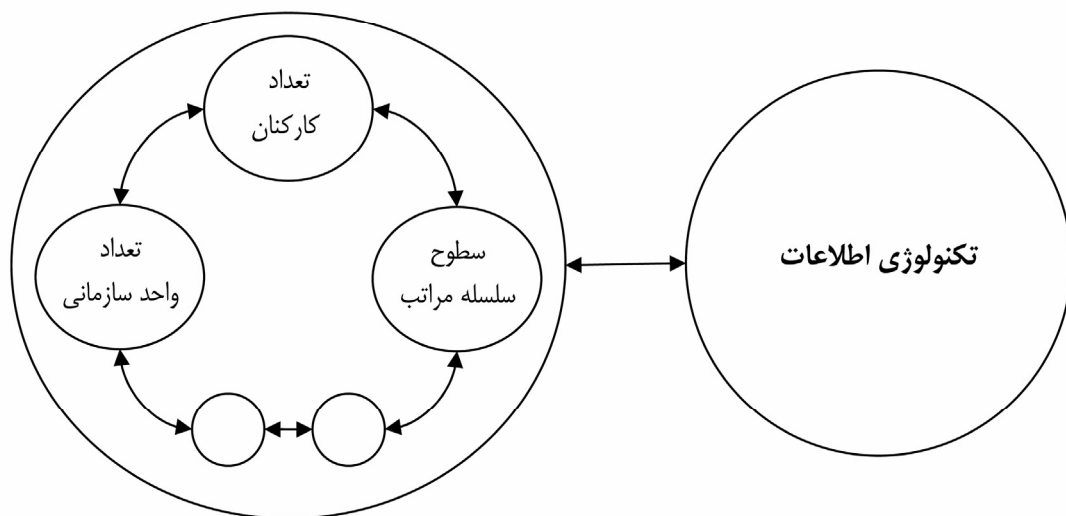 تعداد
کارکنان
سطوح
سلسله مراتب
تعداد
واحد سازمانی
تکنولوژی اطلاعات